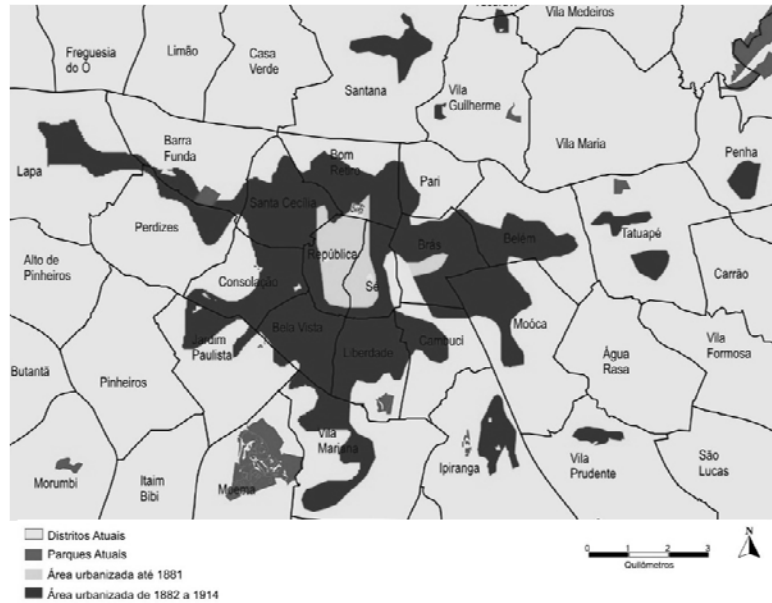 Vila Medeiros
Freguesia
do Ó
Limão
Casa
Verde
Santana
Vila
Guilherme
Vila Maria
Penha
Lapa
Barra
Funda
Bom
Retiro
Pari
Santa Cecília
Perdizes
República
Sé
Brás
Belém
Tatuapé
Carrão
Alto de
Pinheiros
Consolação
Jardim
Paulista
Bela Vista
Liberdade
Cambuci
Moóca
Água
Rasa
Vila
Formosa
Butantã
Pinheiros
Morumbi
Itaim
Bibi
Moema
Vila
Mariana
Ipiranga
Vila
Prudente
São
Lucas
Distritos Atuais
Parques Atuais
Área urbanizada até 1881
Área urbanizada de 1882 a 1914
0 1 2 3
Quilômetros
N